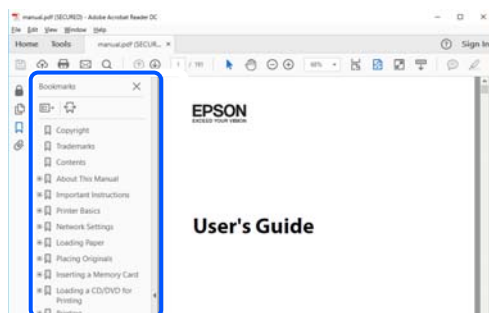 manual.pdf (SECURED) - Adobe Acrobat Reader DC
File Edit View Window Help
Home Tools manual.pdf (SECUR... × Sign In
1 / 191
Bookmarks
Copyright
Trademarks
Contents
About This Manual
Important Instructions
Printer Basics
Network Settings
Loading Paper
Placing Originals
Inserting a Memory Card
Loading a CD/DVD for
Printing
Printing
EPSON
EXCEED YOUR VISION
User's Guide